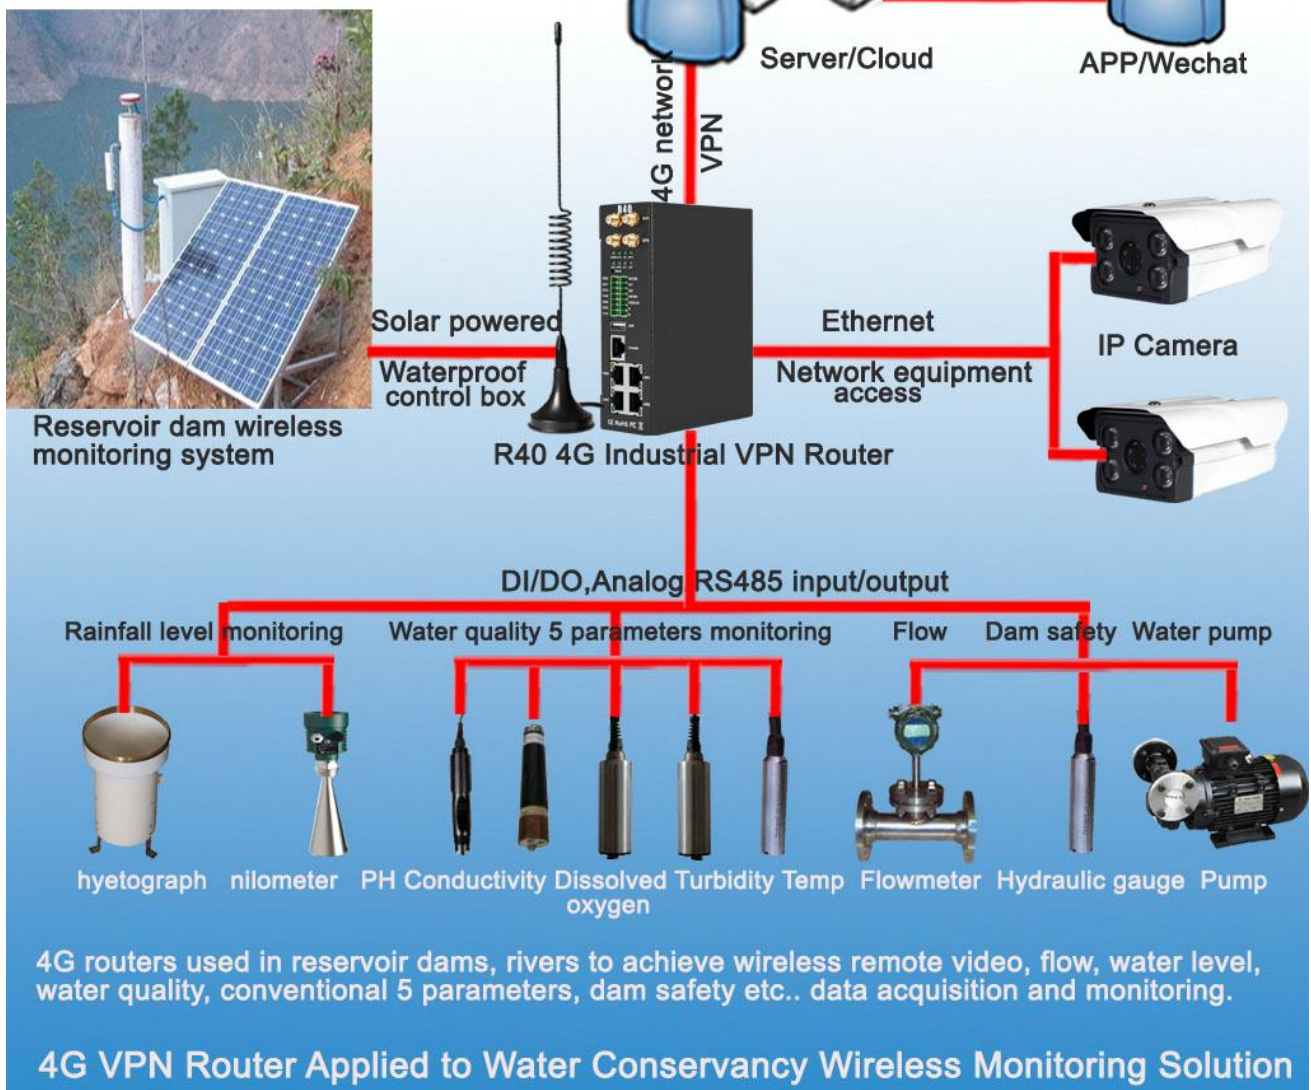 Server/Cloud
APP/Wechat
4G network
VPN
R40
Solar powered
Waterproof
control box
Ethernet
Network equipment
access
IP Camera
Reservoir dam wireless
monitoring system
R40 4G Industrial VPN Router
DI/DO,Analog RS485 input/output
Rainfall level monitoring
Water quality 5 parameters monitoring
Flow
Dam safety
Water pump
hyetograph
nilometer
PH Conductivity Dissolved Turbidity Temp
oxygen
Flowmeter
Hydraulic gauge
Pump
4G routers used in reservoir dams, rivers to achieve wireless remote video, flow, water level,
water quality, conventional 5 parameters, dam safety etc.. data acquisition and monitoring.
4G VPN Router Applied to Water Conservancy Wireless Monitoring Solution